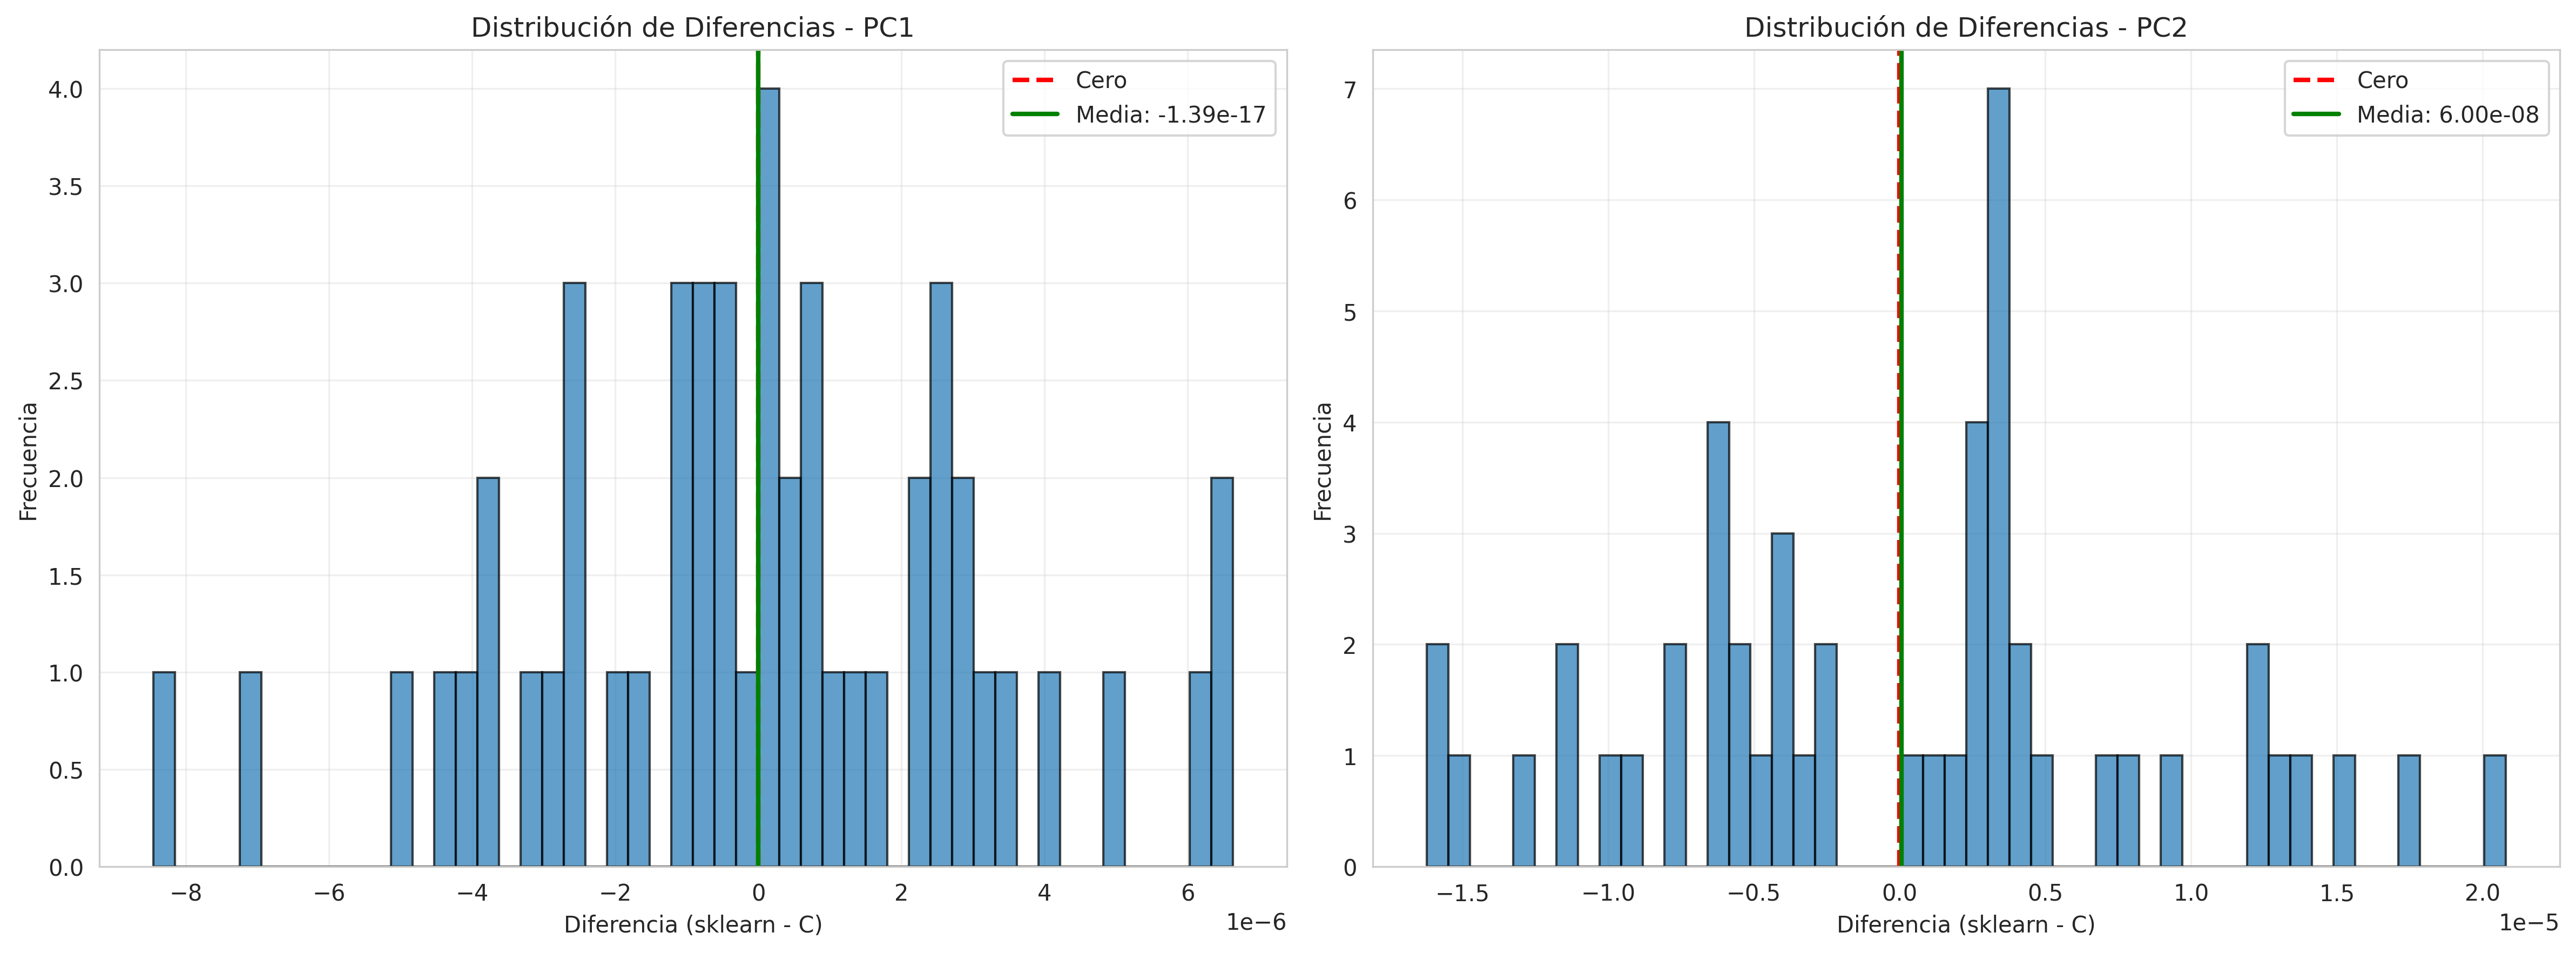 Distribución de Diferencias - PC1
Cero
Media: -1.39e-17
4.0
3.5
3.0
2.5
2.0
1.5
1.0
0.5
0.0
Frecuencia
−8
−6
−4
−2
0
2
4
6
1e−6
Diferencia (sklearn - C)
Distribución de Diferencias - PC2
Cero
Media: 6.00e-08
7
6
5
4
3
2
1
0
Frecuencia
−1.5
−1.0
−0.5
0.0
0.5
1.0
1.5
2.0
1e−5
Diferencia (sklearn - C)